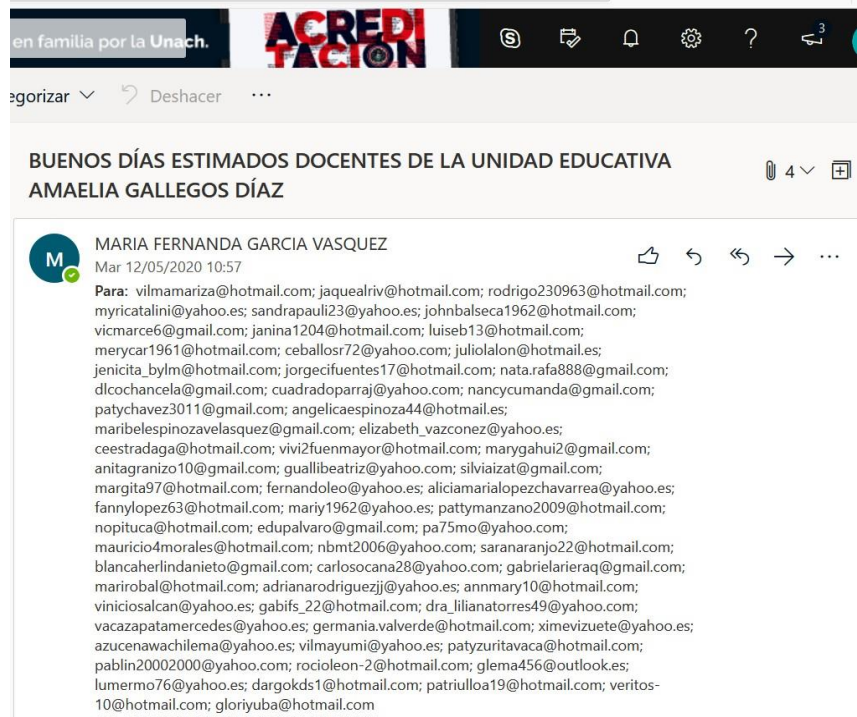 en familia por la Unach.
ACREDI
TACIÓN
3
egorizar
Deshacer
...
BUENOS DÍAS ESTIMADOS DOCENTES DE LA UNIDAD EDUCATIVA
AMAELIA GALLEGOS DÍAZ
4
M
MARIA FERNANDA GARCIA VASQUEZ
Mar 12/05/2020 10:57
Para: vilmamariza@hotmail.com; jaquealriv@hotmail.com; rodrigo230963@hotmail.com;
myricatalini@yahoo.es; sandrapauli23@yahoo.es; johnbalseca1962@hotmail.com;
vicmarce6@gmail.com; janina1204@hotmail.com; luiseb13@hotmail.com;
merycar1961@hotmail.com; ceballosr72@yahoo.com; juliolalon@hotmail.es;
jenicita_bylm@hotmail.com; jorgecifuentes17@hotmail.com; nata.rafa888@gmail.com;
dlcochancela@gmail.com; cuadradoparraj@yahoo.com; nancycumanda@gmail.com;
patychavez3011@gmail.com; angelicaespinoza44@hotmail.es;
maribelespinozavelasquez@gmail.com; elizabeth_vazconez@yahoo.es;
ceestradaga@hotmail.com; vivi2fuenmayor@hotmail.com; marygahui2@gmail.com;
anitagranizo10@gmail.com; guallibeatriz@yahoo.com; silviaizat@gmail.com;
margita97@hotmail.com; fernandoleo@yahoo.es; aliciamarialopezchavarrea@yahoo.es;
fannylopez63@hotmail.com; mariy1962@yahoo.es; pattymanzano2009@hotmail.com;
nopituca@hotmail.com; edupalvaro@gmail.com; pa75mo@yahoo.com;
mauricio4morales@hotmail.com; nbmt2006@yahoo.com; saranaranjo22@hotmail.com;
blancaherlindanieto@gmail.com; carlosocana28@yahoo.com; gabrielarieraq@gmail.com;
marirobal@hotmail.com; adrianarodriguezjj@yahoo.es; annmary10@hotmail.com;
viniciosalcan@yahoo.es; gabifs_22@hotmail.com; dra_lilianatorres49@yahoo.com;
vacazapatamercedes@yahoo.es; germania.valverde@hotmail.com; ximevizuete@yahoo.es;
azucenawachilema@yahoo.es; vilmayumi@yahoo.es; patyzuritavaca@hotmail.com;
pablin20002000@yahoo.com; rocioleon-2@hotmail.com; glema456@outlook.es;
lumermo76@yahoo.es; dargokds1@hotmail.com; patriulloa19@hotmail.com; veritos-
10@hotmail.com; gloriyuba@hotmail.com